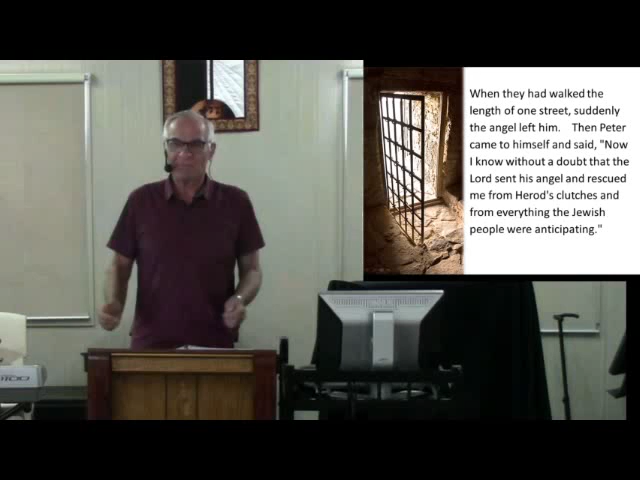 When they had walked the
length of one street, suddenly
the angel left him. Then Peter
came to himself and said, "Now
I know without a doubt that the
Lord sent his angel and rescued
me from Herod's clutches and
from everything the Jewish
people were anticipating."